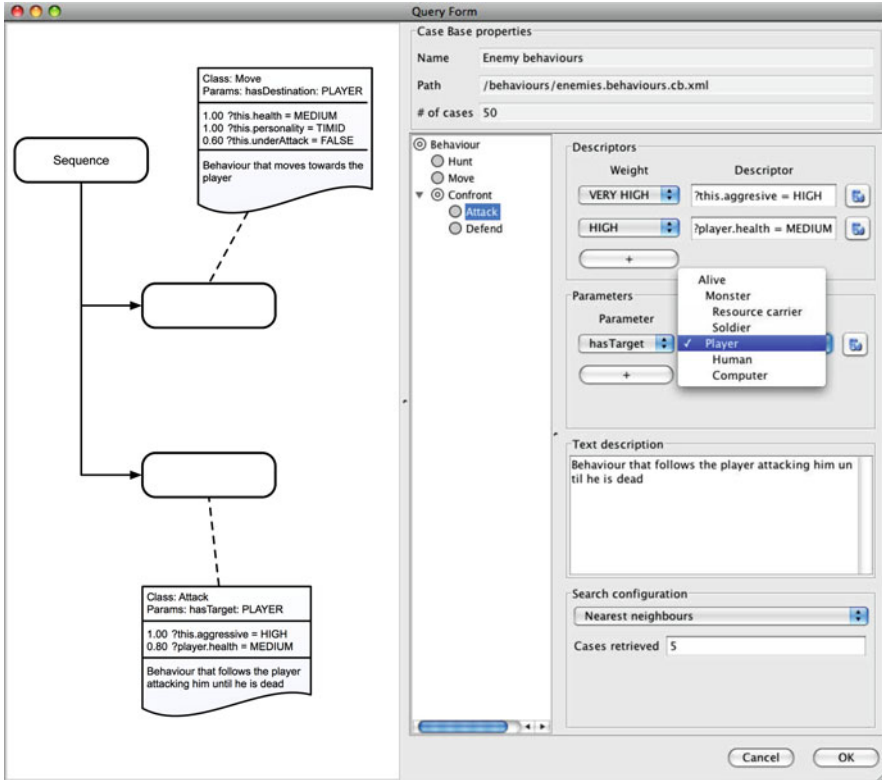 Query Form
Class: Move
Params: hasDestination: PLAYER
1.00 ?this.health = MEDIUM
1.00 ?this.personality = TIMID
0.60 ?this.underAttack = FALSE
Behaviour that moves towards the
player
Sequence
Class: Attack
Params: hasTarget: PLAYER
1.00 ?this.aggressive = HIGH
0.80 ?player.health = MEDIUM
Behaviour that follows the player
attacking him until he is dead
Case Base properties
Name Enemy behaviours
Path /behaviours/enemies.behaviours.cb.xml
# of cases 50
Behaviour
Hunt
Move
Confront
Attack
Defend
Descriptors
Weight Descriptor
VERY HIGH ?this.aggresive = HIGH
HIGH ?player.health = MEDIUM
+
Parameters
Parameter
hasTarget
+
Alive
Monster
Resource carrier
Soldier
✓ Player
Human
Computer
Text description
Behaviour that follows the player attacking him un
til he is dead
Search configuration
Nearest neighbours
Cases retrieved 5
Cancel OK